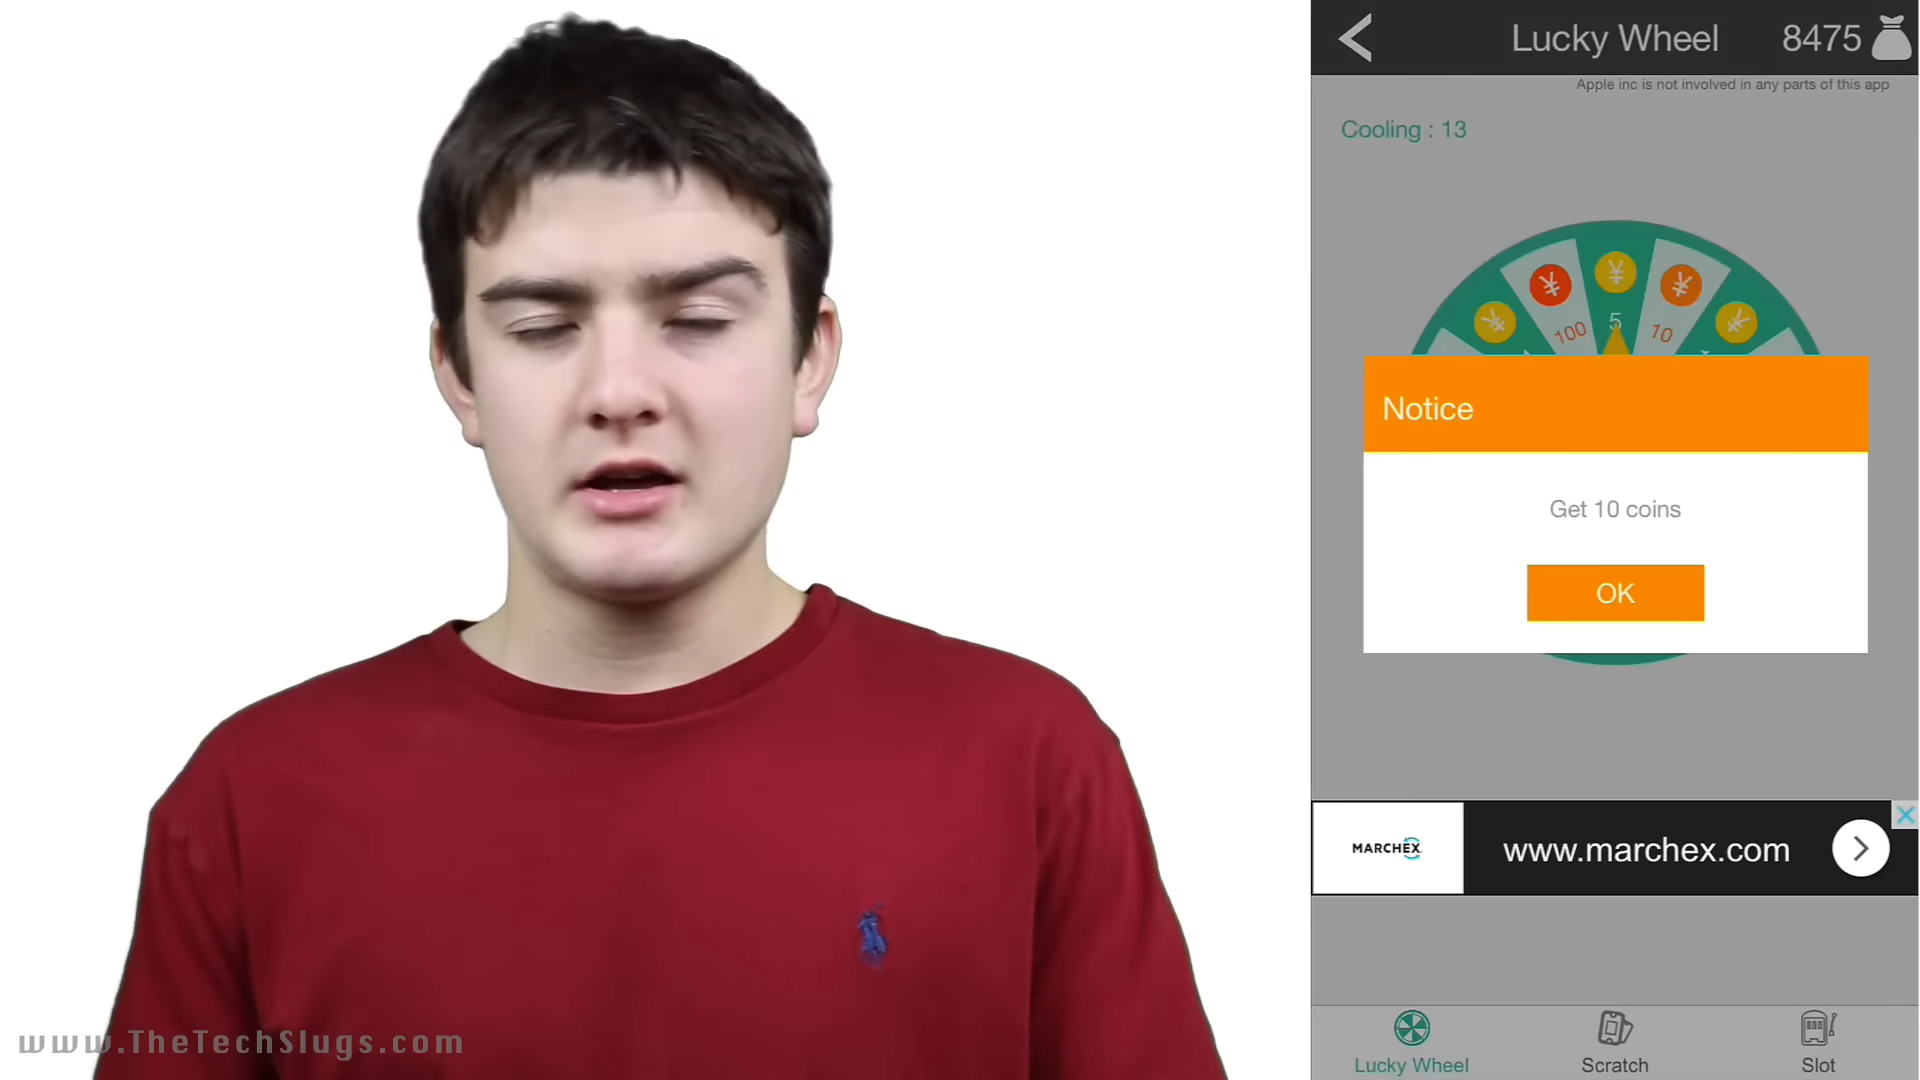 Lucky Wheel
8475
Apple inc is not involved in any parts of this app
Cooling : 13
100
5
10
Notice
Get 10 coins
OK
MARCHEX
www.marchex.com
www.TheTechSlugs.com
Lucky Wheel
Scratch
Slot